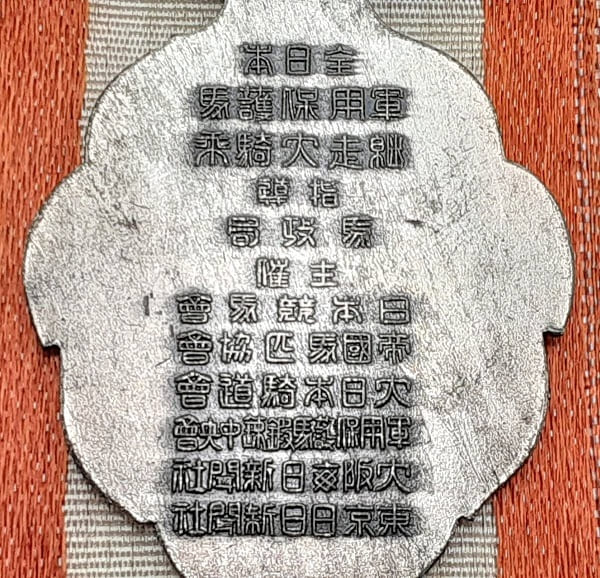 全日本
軍用保護馬
継走大騎乗
指導
馬政局
主催
日本競馬會
帝國馬匹協會
大日本騎道會
軍用保護馬鍛錬中央會
大阪毎日新聞社
東京日日新聞社